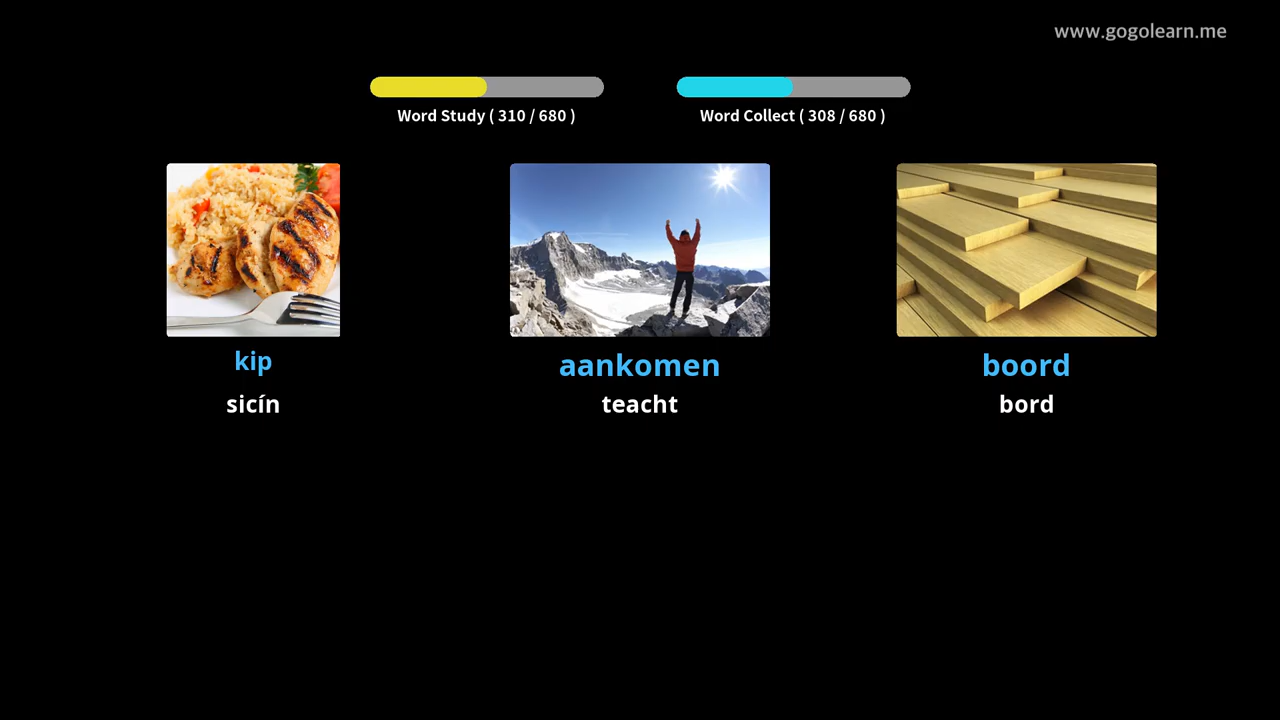 www.gogolearn.me
Word Study ( 310 / 680 )
Word Collect ( 308 / 680 )
kip
aankomen
boord
sicín
teacht
bord